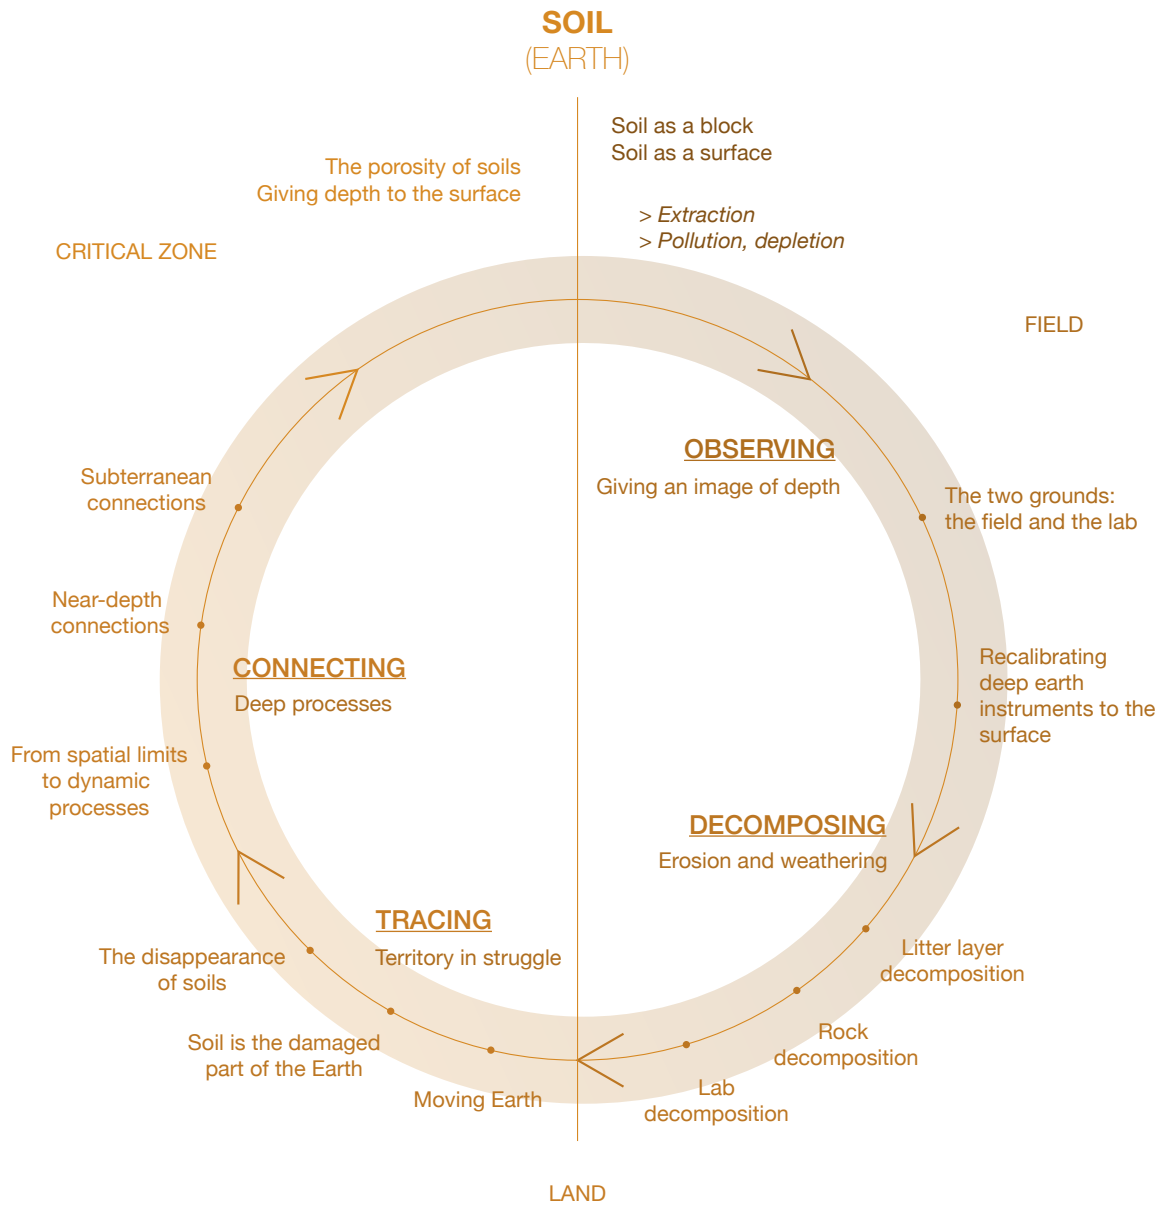 SOIL
(EARTH)
Soil as a block
Soil as a surface
> Extraction
> Pollution, depletion
The porosity of soils
Giving depth to the surface
CRITICAL ZONE
FIELD
OBSERVING
Giving an image of depth
The two grounds:
the field and the lab
Recalibrating
deep earth
instruments to the
surface
DECOMPOSING
Erosion and weathering
Litter layer
decomposition
Rock
decomposition
Lab
decomposition
LAND
TRACING
Territory in struggle
Moving Earth
Soil is the damaged
part of the Earth
The disappearance
of soils
CONNECTING
Deep processes
From spatial limits
to dynamic
processes
Near-depth
connections
Subterranean
connections